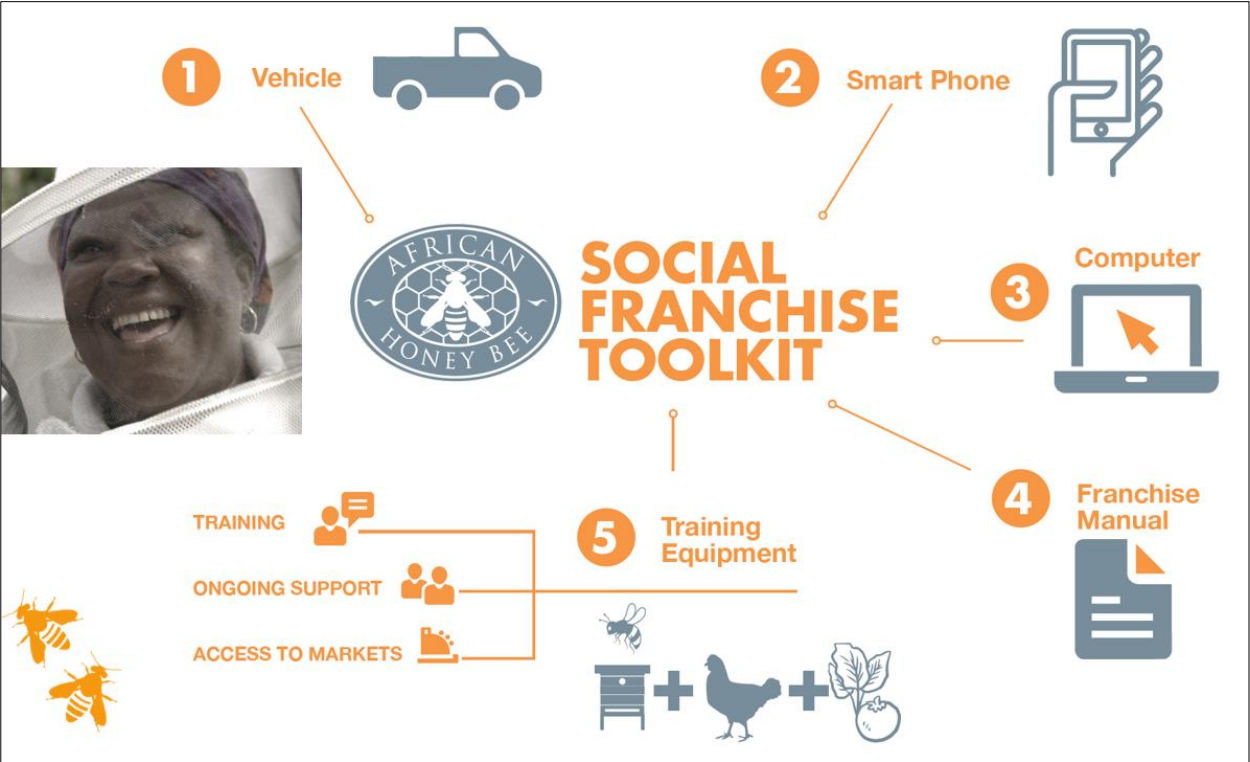 1 Vehicle
2 Smart Phone
AFRICAN
HONEY BEE
SOCIAL
FRANCHISE
TOOLKIT
3
Computer
4
Franchise
Manual
5
Training
Equipment
TRAINING
ONGOING SUPPORT
ACCESS TO MARKETS